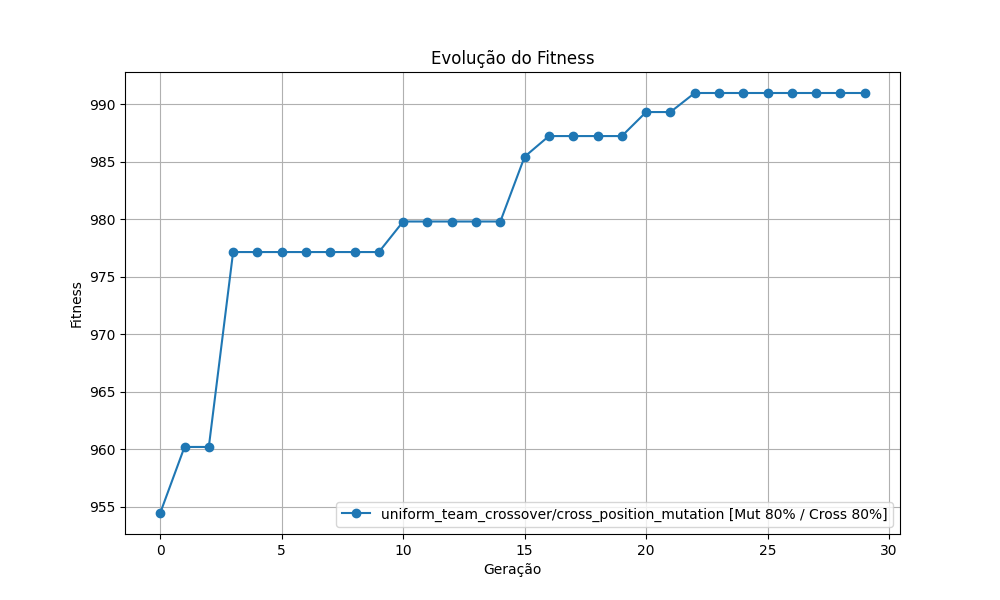 Evolução do Fitness
990
985
980
975
970
965
960
955
Fitness
uniform_team_crossover/cross_position_mutation [Mut 80% / Cross 80%]
0 5 10 15 20 25 30
Geração